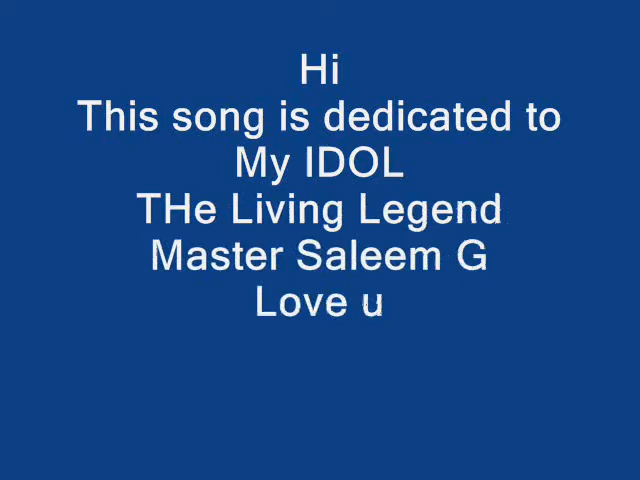 Hi
This song is dedicated to
My IDOL
THe Living Legend
Master Saleem G
Love u